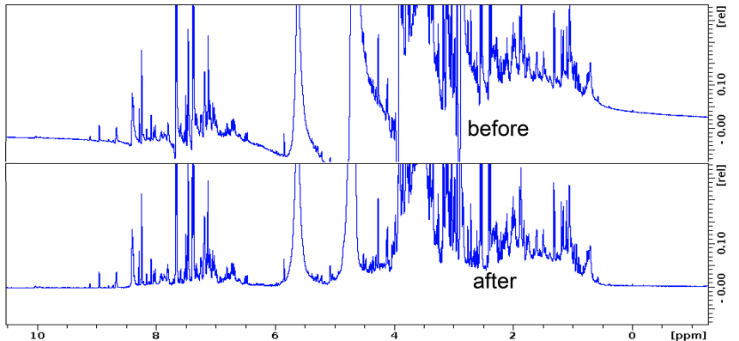 [rel]
0.10
- 0.00
before
[rel]
0.10
- 0.00
after
10 8 6 4 2 0 [ppm]